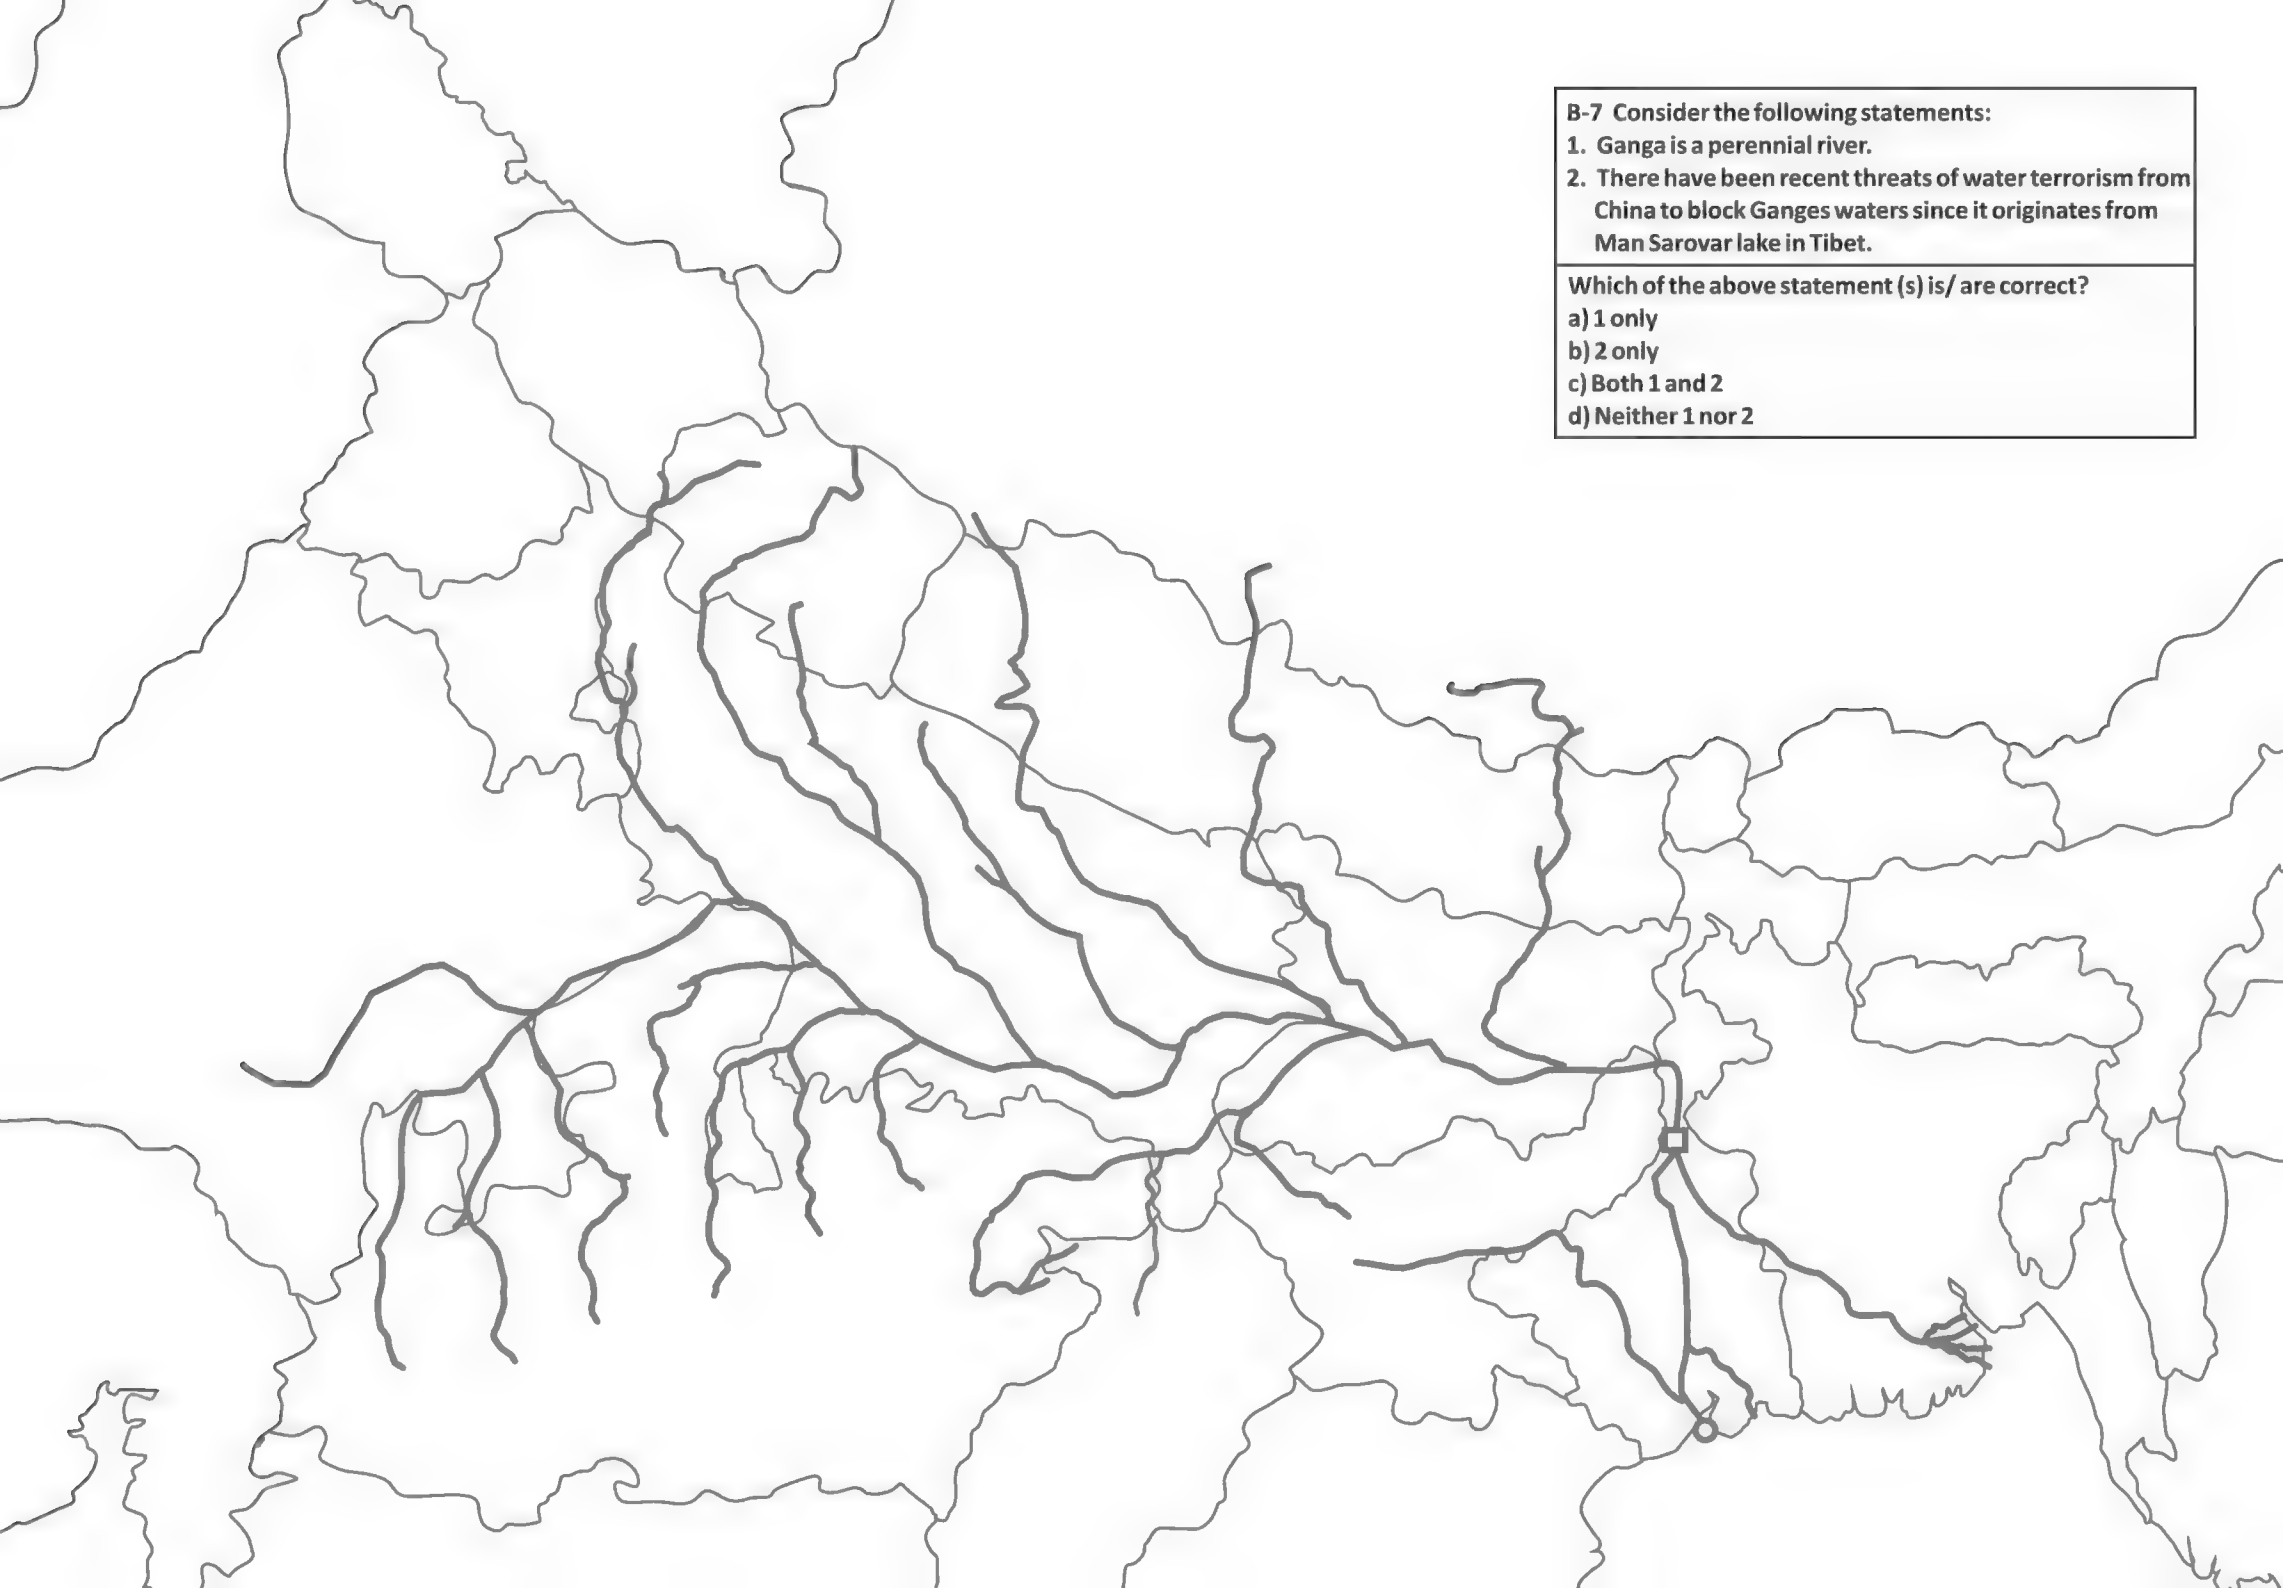 B-7 Consider the following statements:
1. Ganga is a perennial river.
2. There have been recent threats of water terrorism from
China to block Ganges waters since it originates from
Man Sarovar lake in Tibet.
Which of the above statement (s) is/ are correct?
a) 1 only
b) 2 only
c) Both 1 and 2
d) Neither 1 nor 2